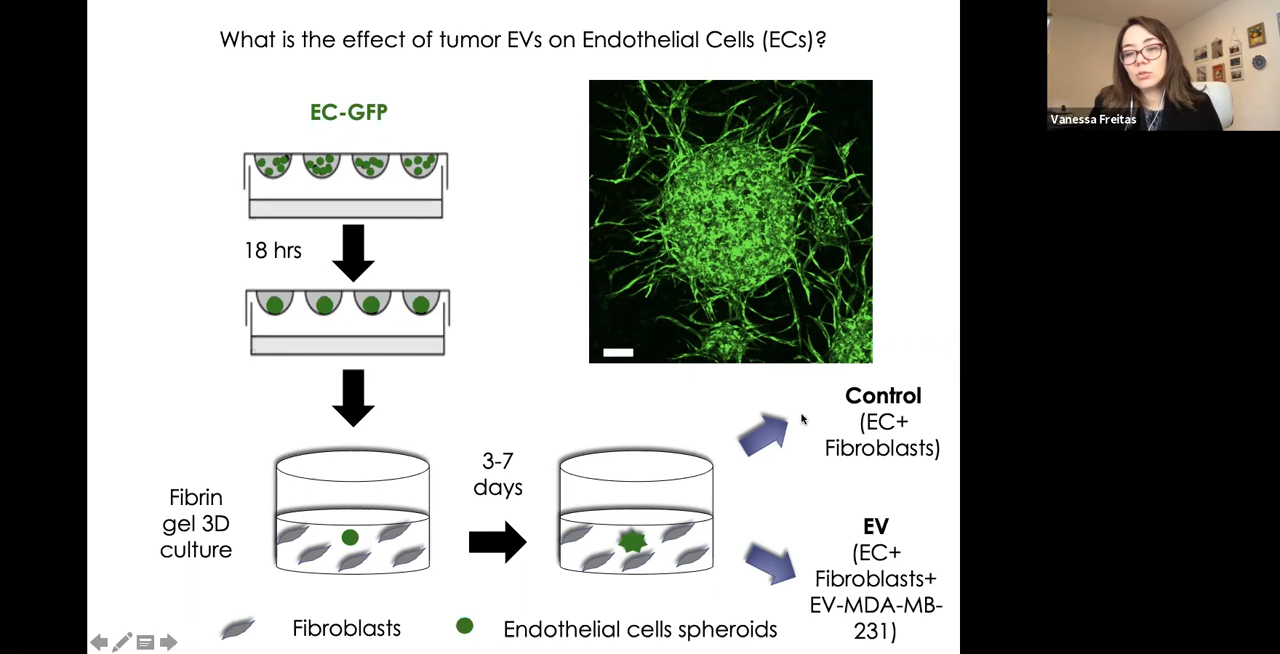 What is the effect of tumor EVs on Endothelial Cells (ECs)?
EC-GFP
18 hrs
Fibrin
gel 3D
culture
3-7
days
Control
(EC+
Fibroblasts)
EV
(EC+
Fibroblasts+
EV-MDA-MB-
231)
Fibroblasts
Endothelial cells spheroids
Vanessa Freitas